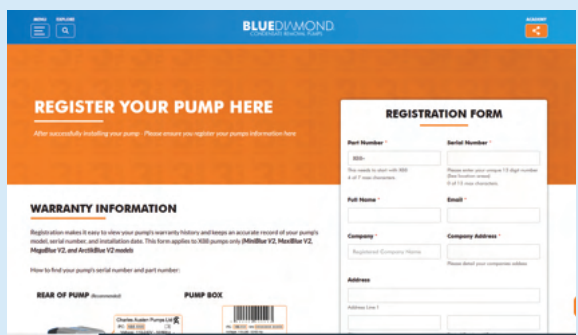 MENU
EXPLORE
BLUEDIAMOND
CONDENSATE REMOVAL PUMPS
ACADEMY
REGISTER YOUR PUMP HERE
After successfully installing your pump - Please ensure you register your pumps information here
REGISTRATION FORM
Part Number *
Serial Number *
X88-
This needs to start with X88
4 of 7 max characters
Please enter your unique 13 digit number
(See location areas)
0 of 13 max characters
Full Name *
Email *
Company *
Company Address *
Registered Company Name
Please detail your companies address
Address
Address Line 1
WARRANTY INFORMATION
Registration makes it easy to view your pump's warranty history and keeps an accurate record of your pump's
model, serial number, and installation date. This form applies to X88 pumps only (MiniBlue V2, MaxiBlue V2,
MegaBlue V2, and ArctikBlue V2 models
How to find your pump's serial number and part number:
REAR OF PUMP (Recommended)
PUMP BOX
Charles Austen Pumps Ltd